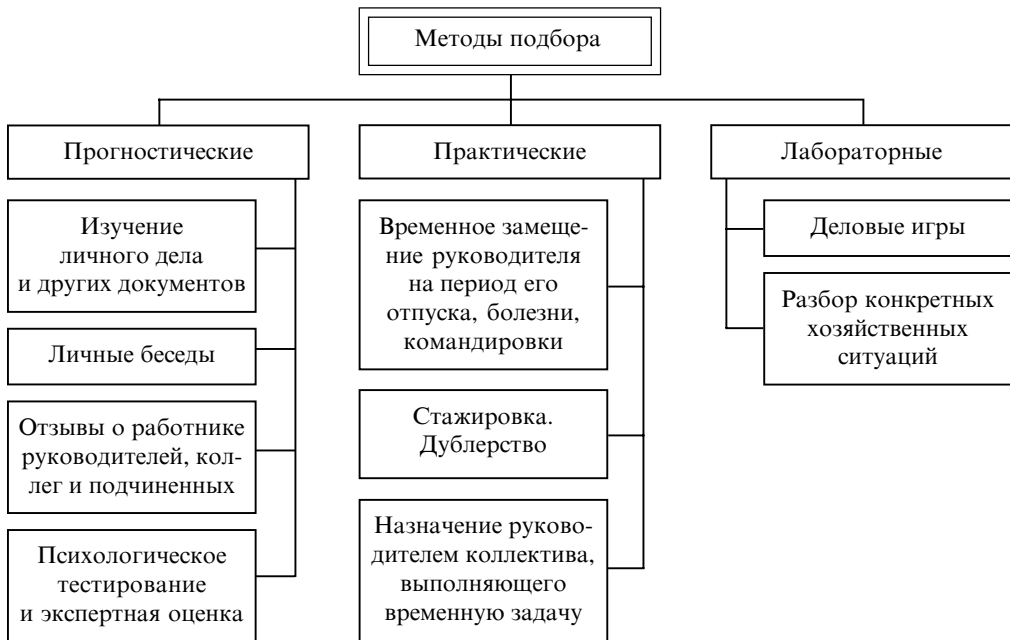 Методы подбора
Прогностические
Практические
Лабораторные
Изучение
личного дела
и других документов
Личные беседы
Отзывы о работнике
руководителей, кол-
лег и подчиненных
Психологическое
тестирование
и экспертная оценка
Временное замеще-
ние руководителя
на период его
отпуска, болезни,
командировки
Стажировка.
Дублерство
Назначение руково-
дителем коллектива,
выполняющего
временную задачу
Деловые игры
Разбор конкретных
хозяйственных
ситуаций